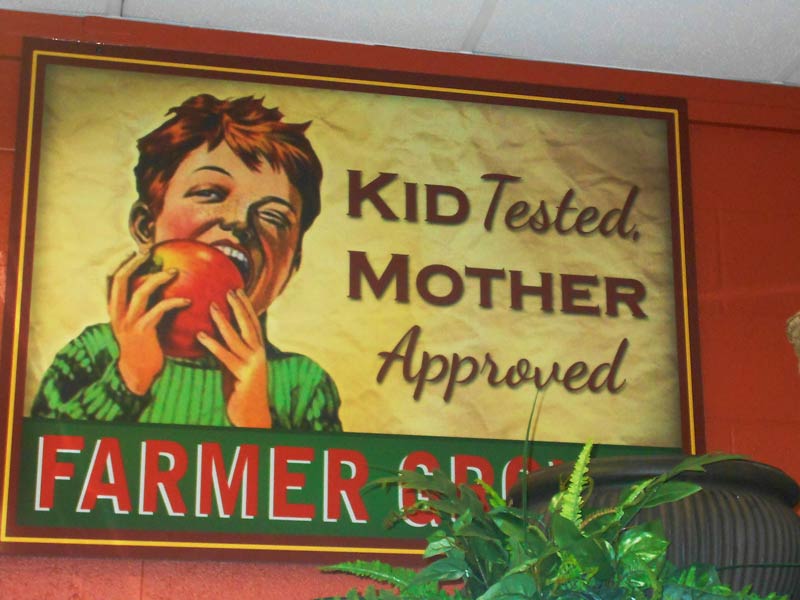 KID Tested,
MOTHER
Approved
FARMER